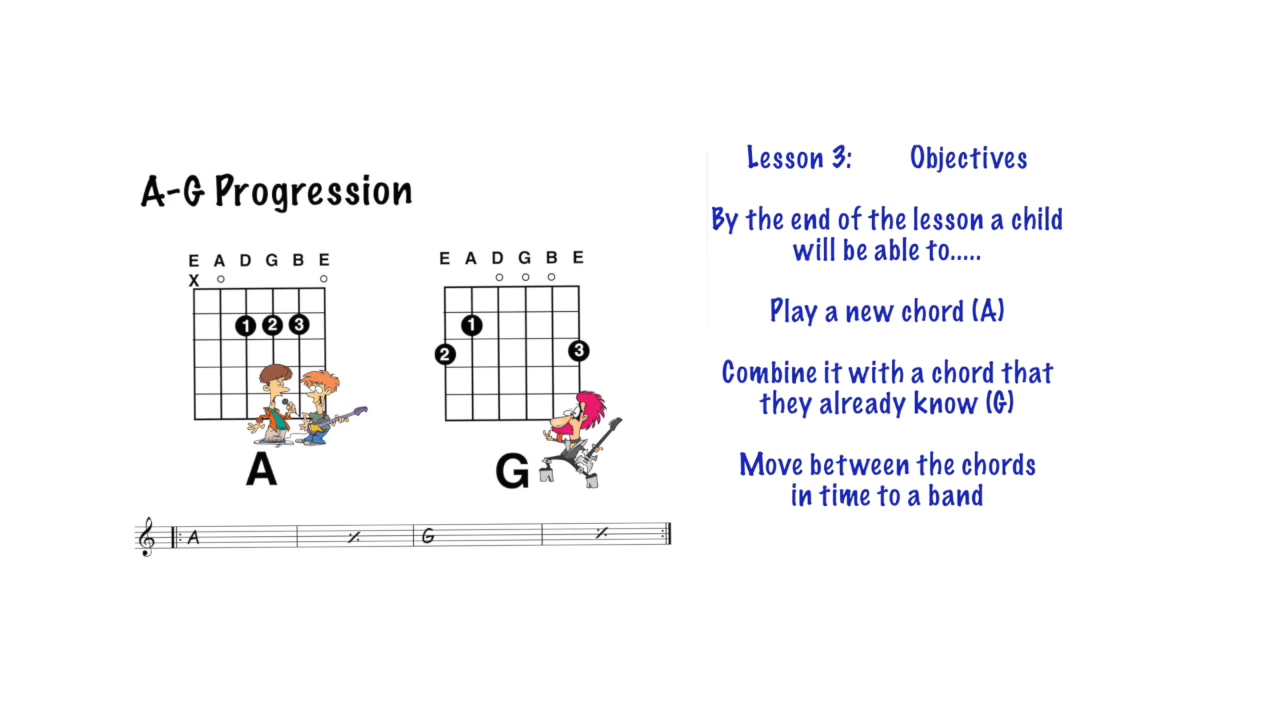 A-G Progression
E A D G B E
X
1 2 3
A
E A D G B E
1
2 3
G
A G
Lesson 3: Objectives
By the end of the lesson a child
will be able to.....
Play a new chord (A)
Combine it with a chord that
they already know (G)
Move between the chords
in time to a band